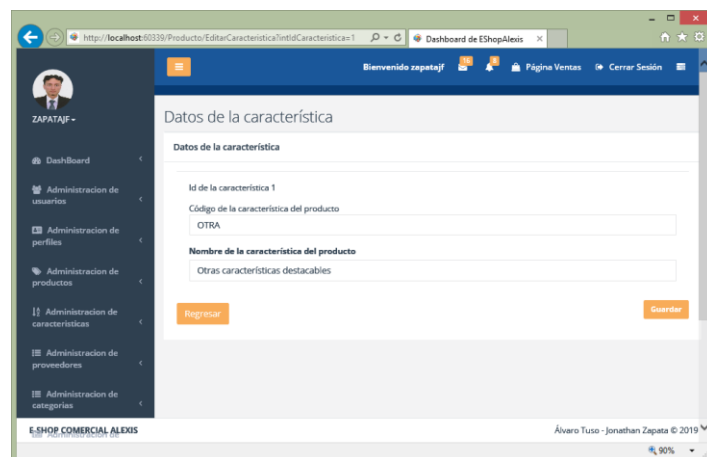 http://localhost:60339/Producto/EditarCaracteristica?intIdCaracteristica=1
Dashboard de EShopAlexis
Bienvenido zapatajf
16
8
Página Ventas
Cerrar Sesión
ZAPATAJF
Datos de la característica
Datos de la característica
DashBoard
Administracion de usuarios
Administracion de perfiles
Administracion de productos
Administracion de caracteristicas
Administracion de proveedores
Administracion de categorias
Administracion de
Id de la característica 1
Código de la característica del producto
OTRA
Nombre de la característica del producto
Otras características destacables
Regresar
Guardar
E-SHOP COMERCIAL ALEXIS
Álvaro Tuso - Jonathan Zapata © 2019
90%